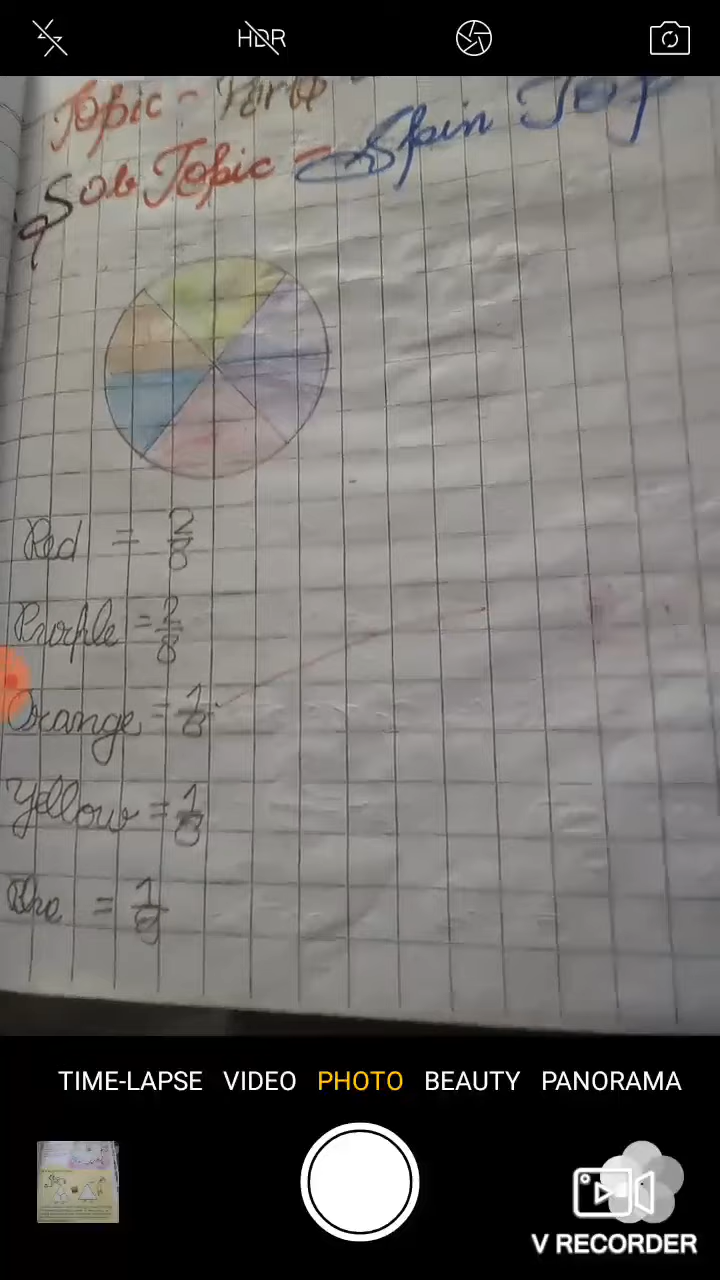 HDR
Topic -
Sub Topic - Spin Top
Red = 2/8
Purple = 2/8
Orange = 1/8
Yellow = 1/8
= 1/8
TIME-LAPSE VIDEO PHOTO BEAUTY PANORAMA
V RECORDER